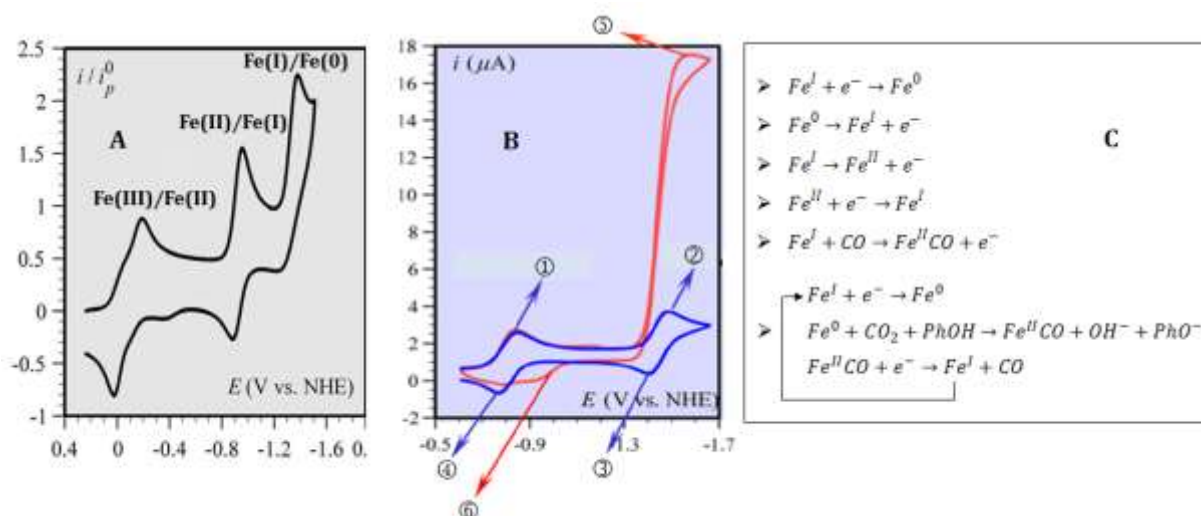 2.5
2
1.5
1
0.5
0
-0.5
-1
0.4 0 -0.4 -0.8 -1.2 -1.6 0.
i / i_p^0
A
Fe(III)/Fe(II)
Fe(II)/Fe(I)
Fe(I)/Fe(0)
E (V vs. NHE)
18
16
14
12
10
8
6
4
2
0
-2
-0.5 -0.9 -1.3 -1.7
i (μA)
B
E (V vs. NHE)
①
②
③
④
⑤
⑥
C
➢ Fe^I + e^- → Fe^0
➢ Fe^0 → Fe^I + e^-
➢ Fe^I → Fe^{II} + e^-
➢ Fe^{II} + e^- → Fe^I
➢ Fe^I + CO → Fe^{II}CO + e^-
Fe^I + e^- → Fe^0
➢ Fe^0 + CO_2 + PhOH → Fe^{II}CO + OH^- + PhO^-
Fe^{II}CO + e^- → Fe^I + CO